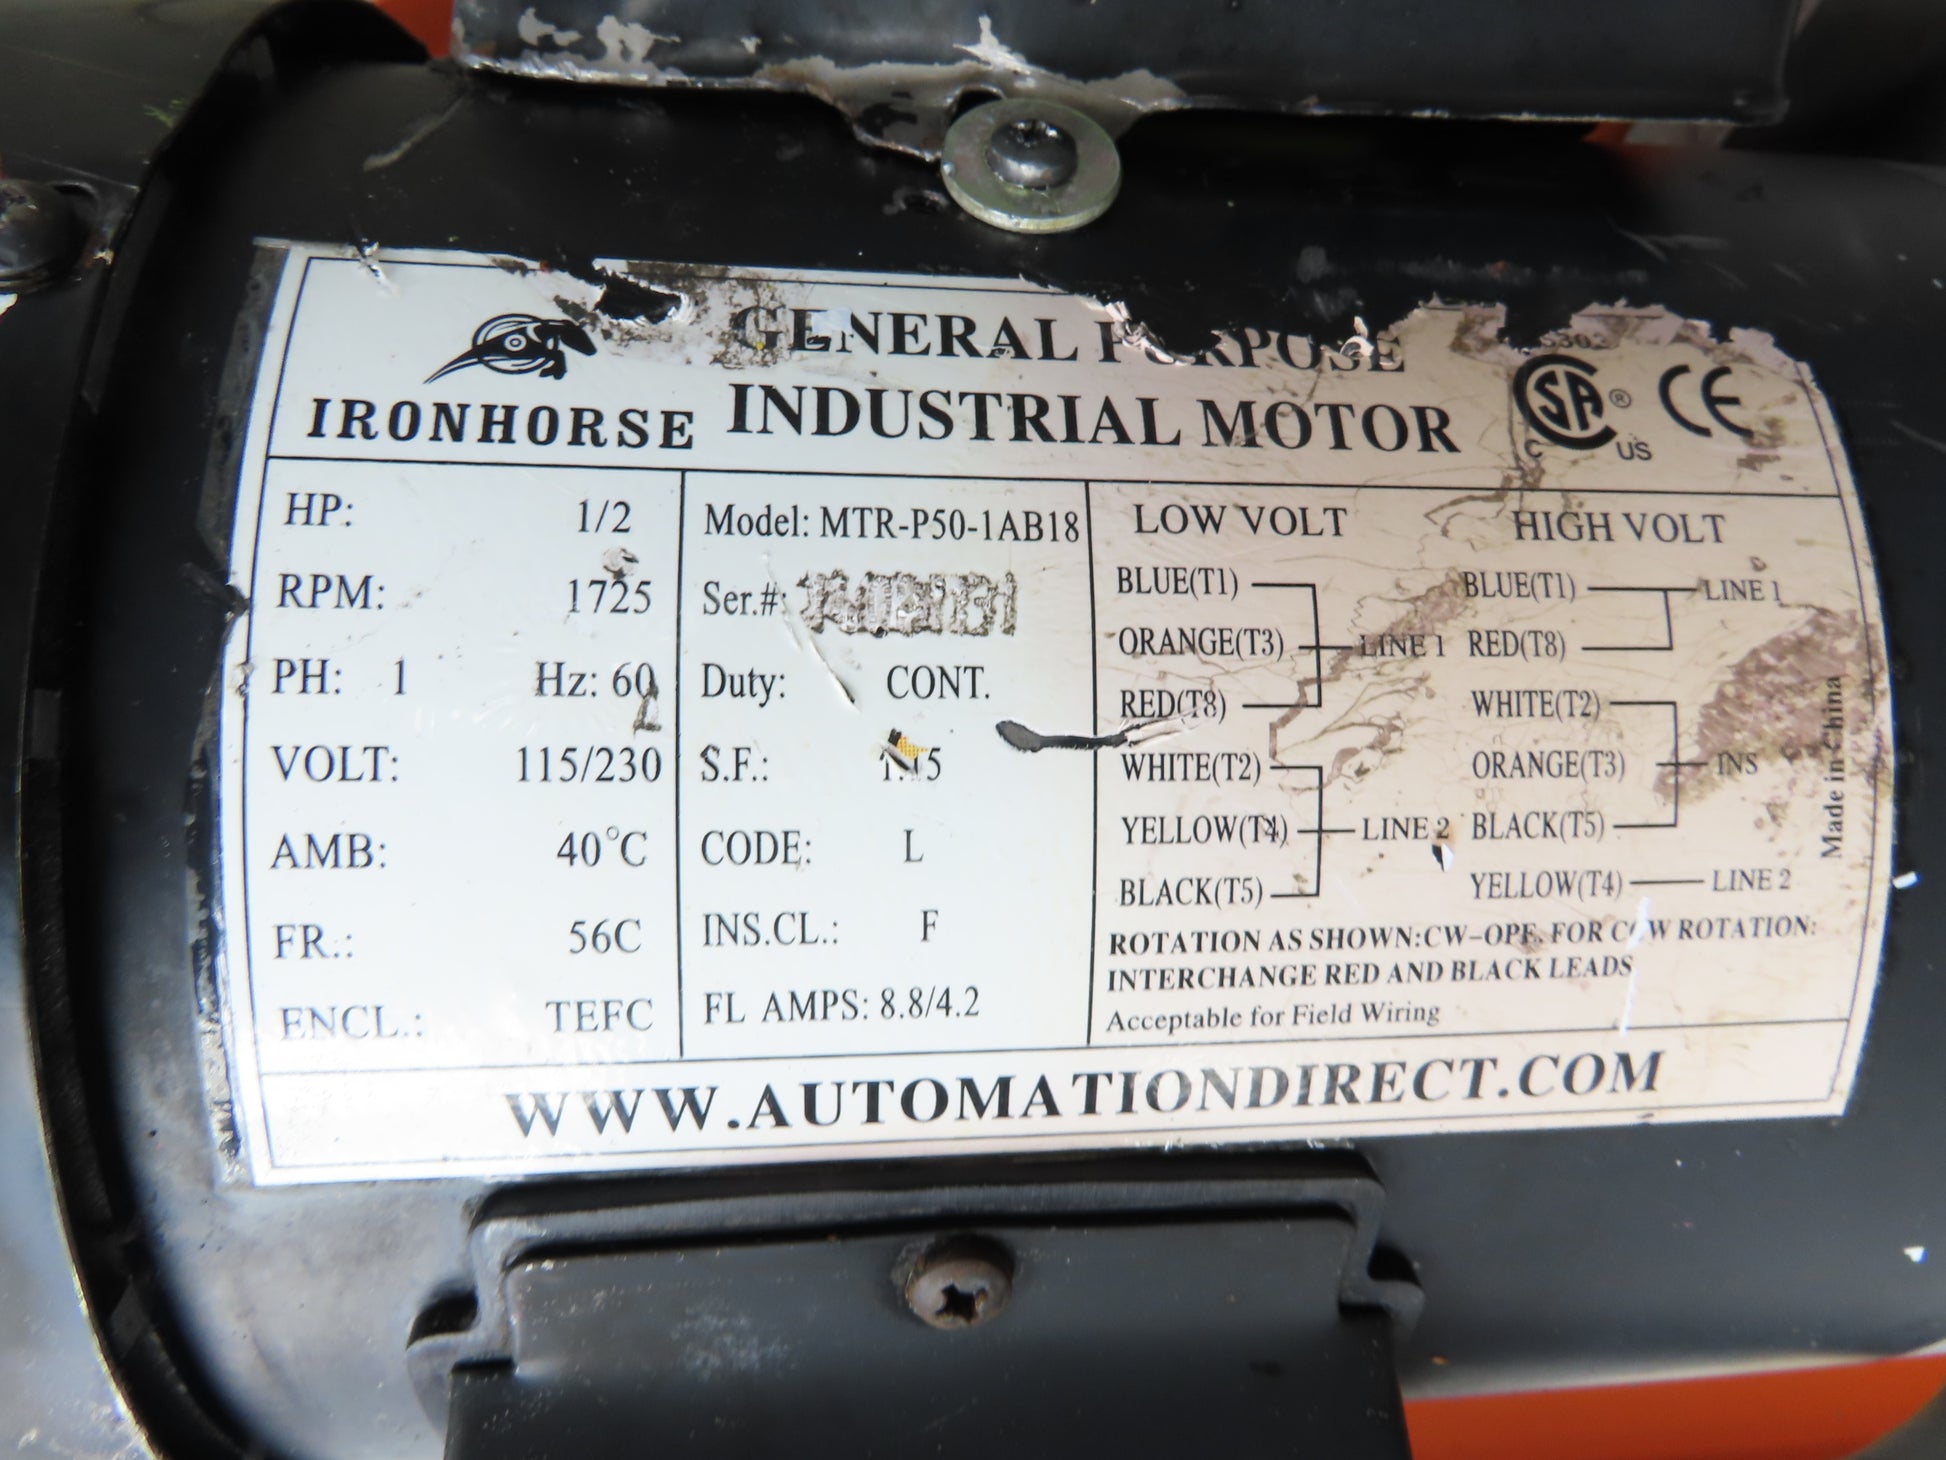 GENERAL PURPOSE
INDUSTRIAL MOTOR
IRONHORSE
CSA ® C US CE
HP: 1/2
RPM: 1725
PH: 1 Hz: 60
VOLT: 115/230
AMB: 40°C
FR.: 56C
ENCL.: TEFC
Model: MTR-P50-1AB18
Ser.#:
Duty: CONT.
S.F.: 1.15
CODE: L
INS.CL.: F
FL AMPS: 8.8/4.2
LOW VOLT
BLUE(T1)
ORANGE(T3) LINE 1
RED(T8)
WHITE(T2)
YELLOW(T4) LINE 2
BLACK(T5)
HIGH VOLT
BLUE(T1) LINE 1
RED(T8)
WHITE(T2)
ORANGE(T3) INS
BLACK(T5)
YELLOW(T4) LINE 2
ROTATION AS SHOWN:CW-OPE. FOR CCW ROTATION:
INTERCHANGE RED AND BLACK LEADS
Acceptable for Field Wiring
Made in China
WWW.AUTOMATIONDIRECT.COM